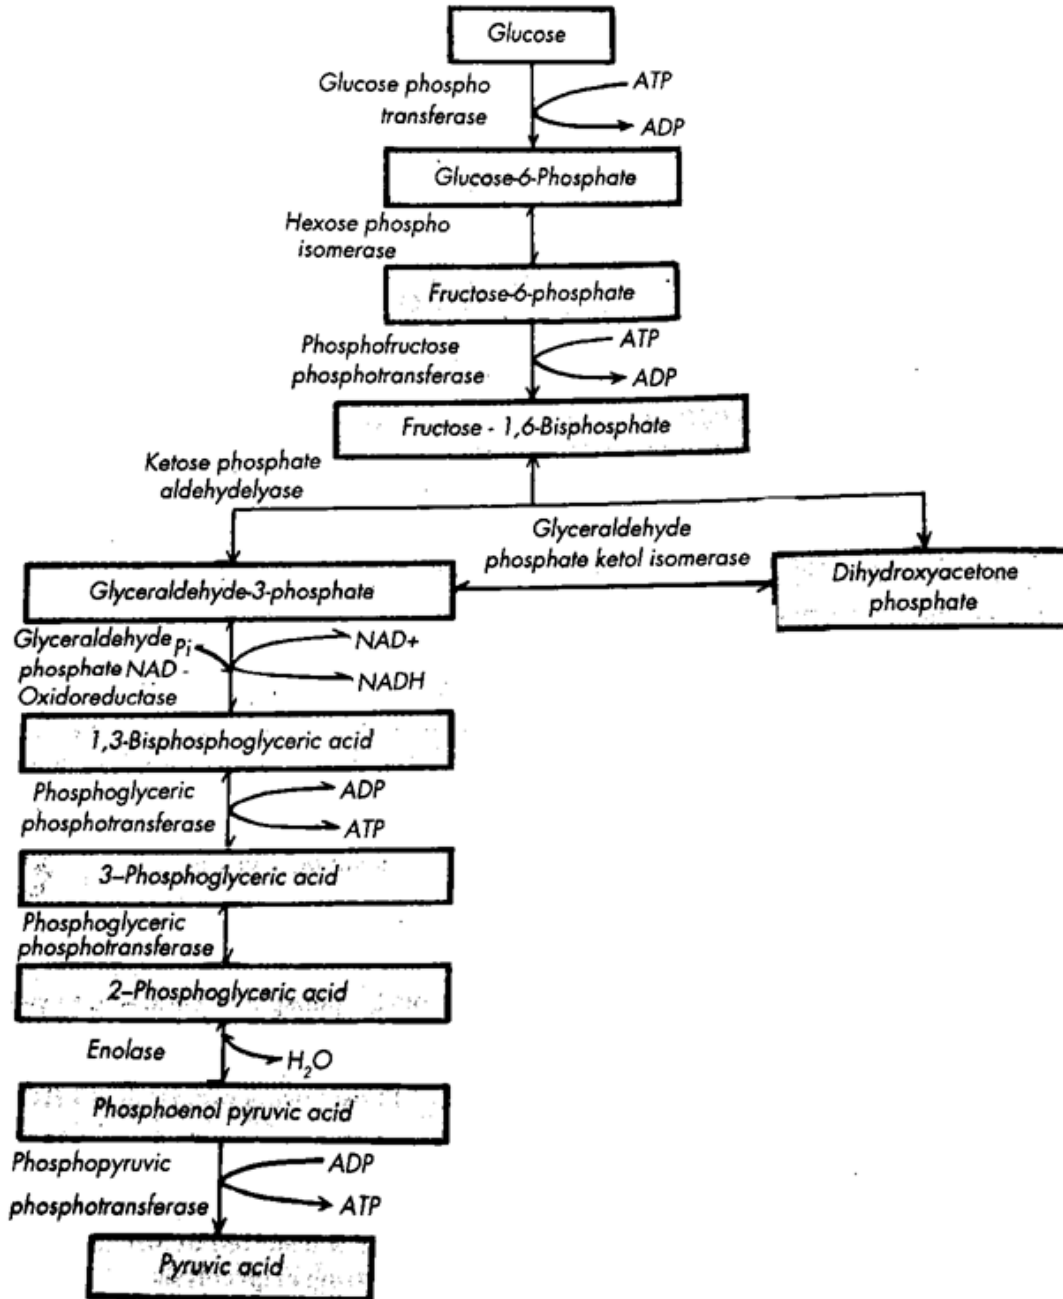 Glucose
Glucose phospho
transferase
ATP
ADP
Glucose-6-Phosphate
Hexose phospho
isomerase
Fructose-6-phosphate
Phosphofructose
phosphotransferase
ATP
ADP
Fructose - 1,6-Bisphosphate
Ketose phosphate
aldehydelyase
Glyceraldehyde
phosphate ketol isomerase
Glyceraldehyde-3-phosphate
Dihydroxyacetone
phosphate
Glyceraldehyde Pi
phosphate NAD -
Oxidoreductase
NAD+
NADH
1,3-Bisphosphoglyceric acid
Phosphoglyceric
phosphotransferase
ADP
ATP
3–Phosphoglyceric acid
Phosphoglyceric
phosphotransferase
2–Phosphoglyceric acid
Enolase
H₂O
Phosphoenol pyruvic acid
Phosphopyruvic
phosphotransferase
ADP
ATP
Pyruvic acid